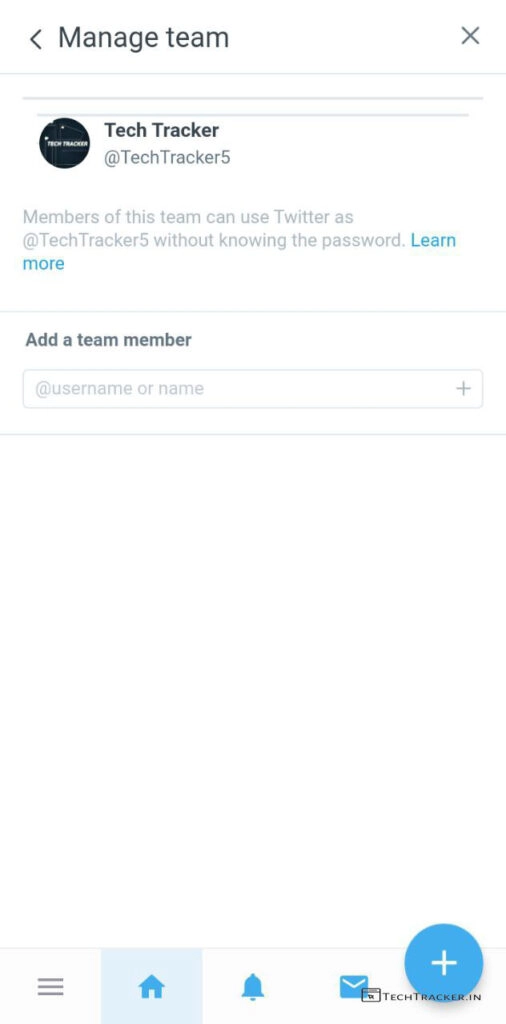 Manage team
TECH TRACKER
Tech Tracker
@TechTracker5
Members of this team can use Twitter as
@TechTracker5 without knowing the password. Learn
more
Add a team member
@username or name
TECHTRACKER.IN